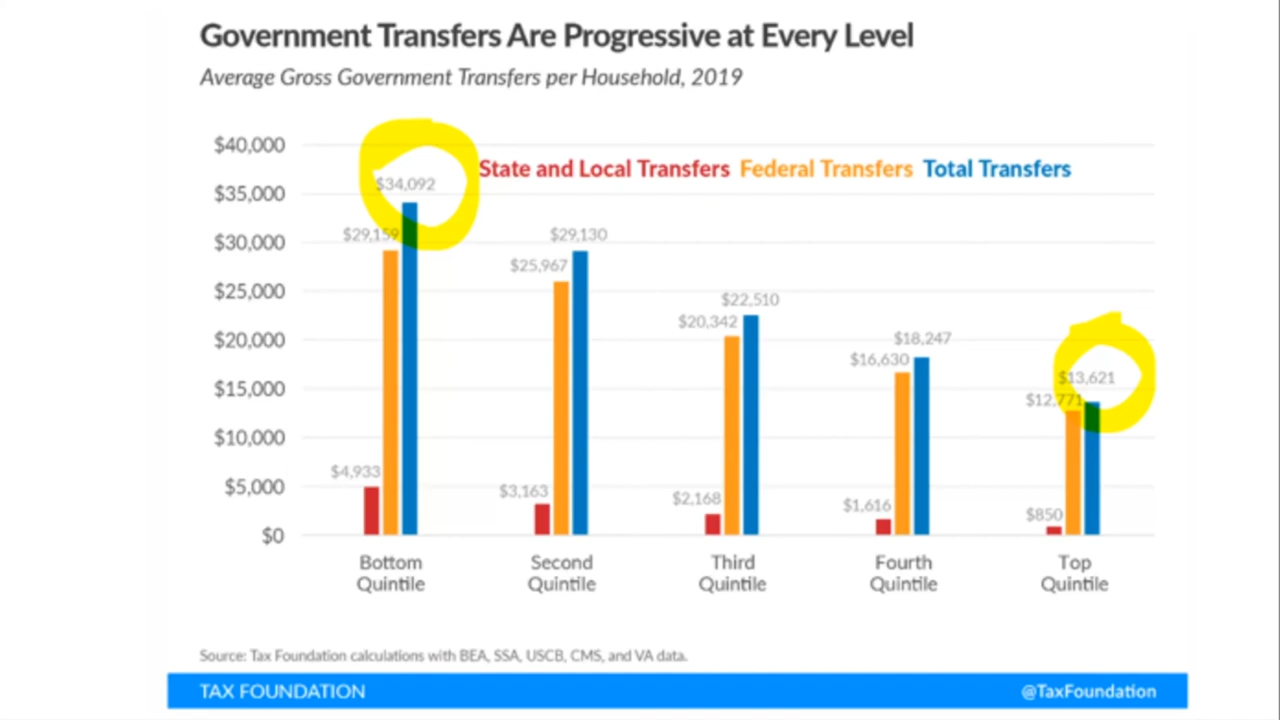 Government Transfers Are Progressive at Every Level
Average Gross Government Transfers per Household, 2019
$40,000
$35,000
$30,000
$25,000
$20,000
$15,000
$10,000
$5,000
$0
State and Local Transfers Federal Transfers Total Transfers
$4,933
$29,159
$34,092
$3,163
$25,967
$29,130
$2,168
$20,342
$22,510
$1,616
$16,630
$18,247
$850
$12,771
$13,621
Bottom
Quintile
Second
Quintile
Third
Quintile
Fourth
Quintile
Top
Quintile
Source: Tax Foundation calculations with BEA, SSA, USCB, CMS, and VA data.
TAX FOUNDATION
@TaxFoundation